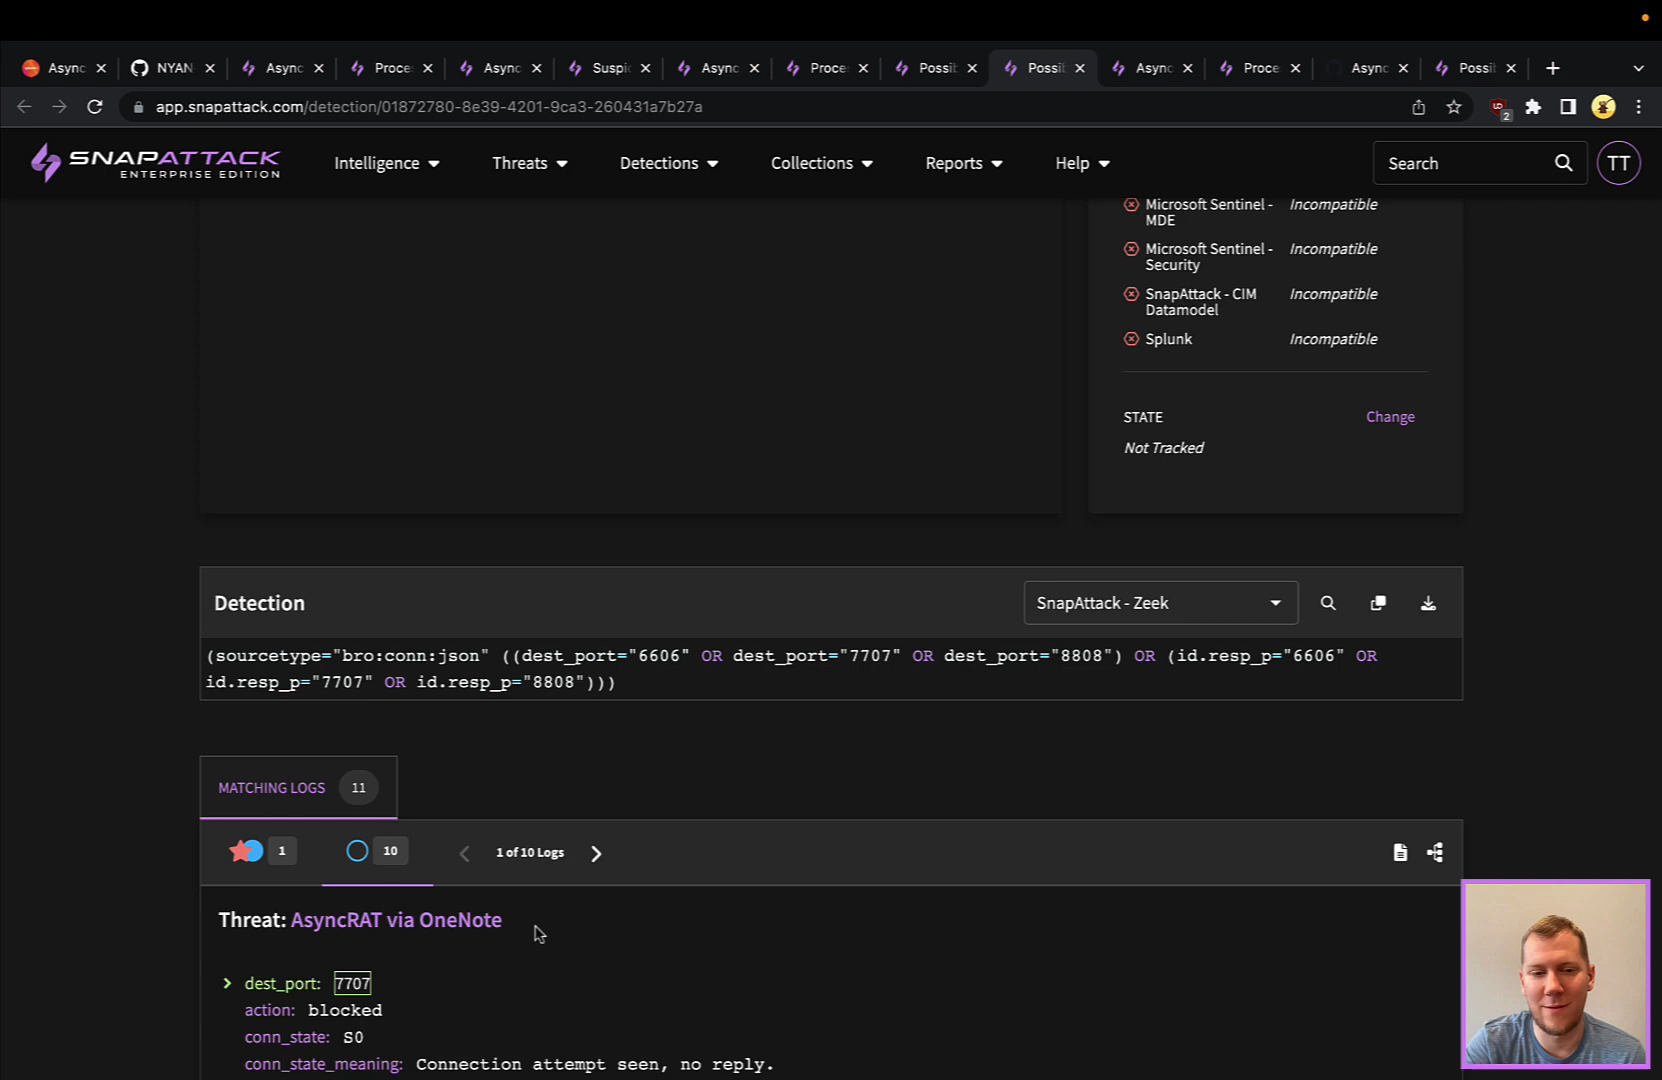 Async
NYAN
Async
Proce
Async
Suspic
Async
Proce
Possib
Possib
Async
Proce
Async
Possib
app.snapattack.com/detection/01872780-8e39-4201-9ca3-260431a7b27a
2
SNAPATTACK
ENTERPRISE EDITION
Intelligence
Threats
Detections
Collections
Reports
Help
Search
TT
Microsoft Sentinel - Incompatible
MDE
Microsoft Sentinel - Incompatible
Security
SnapAttack - CIM Incompatible
Datamodel
Splunk Incompatible
STATE Change
Not Tracked
Detection
SnapAttack - Zeek
(sourcetype="bro:conn:json" ((dest_port="6606" OR dest_port="7707" OR dest_port="8808") OR (id.resp_p="6606" OR
id.resp_p="7707" OR id.resp_p="8808")))
MATCHING LOGS 11
1
10
1 of 10 Logs
Threat: AsyncRAT via OneNote
dest_port: 7707
action: blocked
conn_state: S0
conn_state_meaning: Connection attempt seen, no reply.